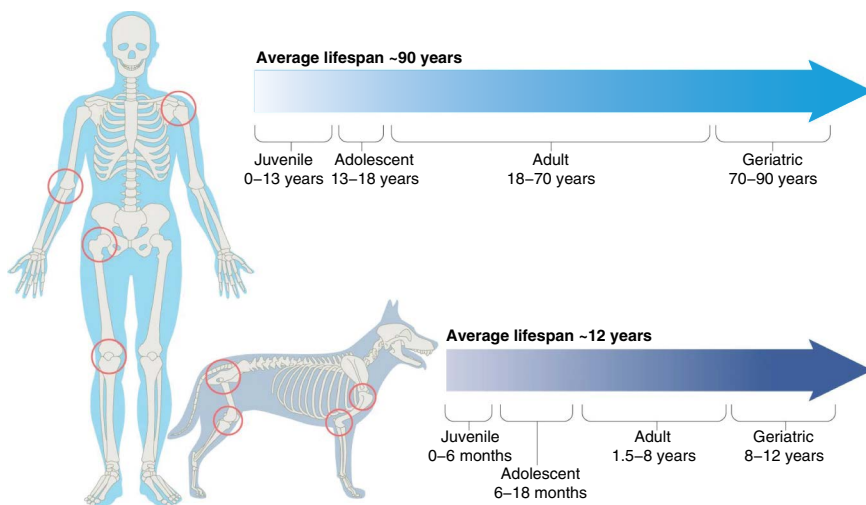 Average lifespan ~90 years
Juvenile
0–13 years
Adolescent
13–18 years
Adult
18–70 years
Geriatric
70–90 years
Average lifespan ~12 years
Juvenile
0–6 months
Adolescent
6–18 months
Adult
1.5–8 years
Geriatric
8–12 years